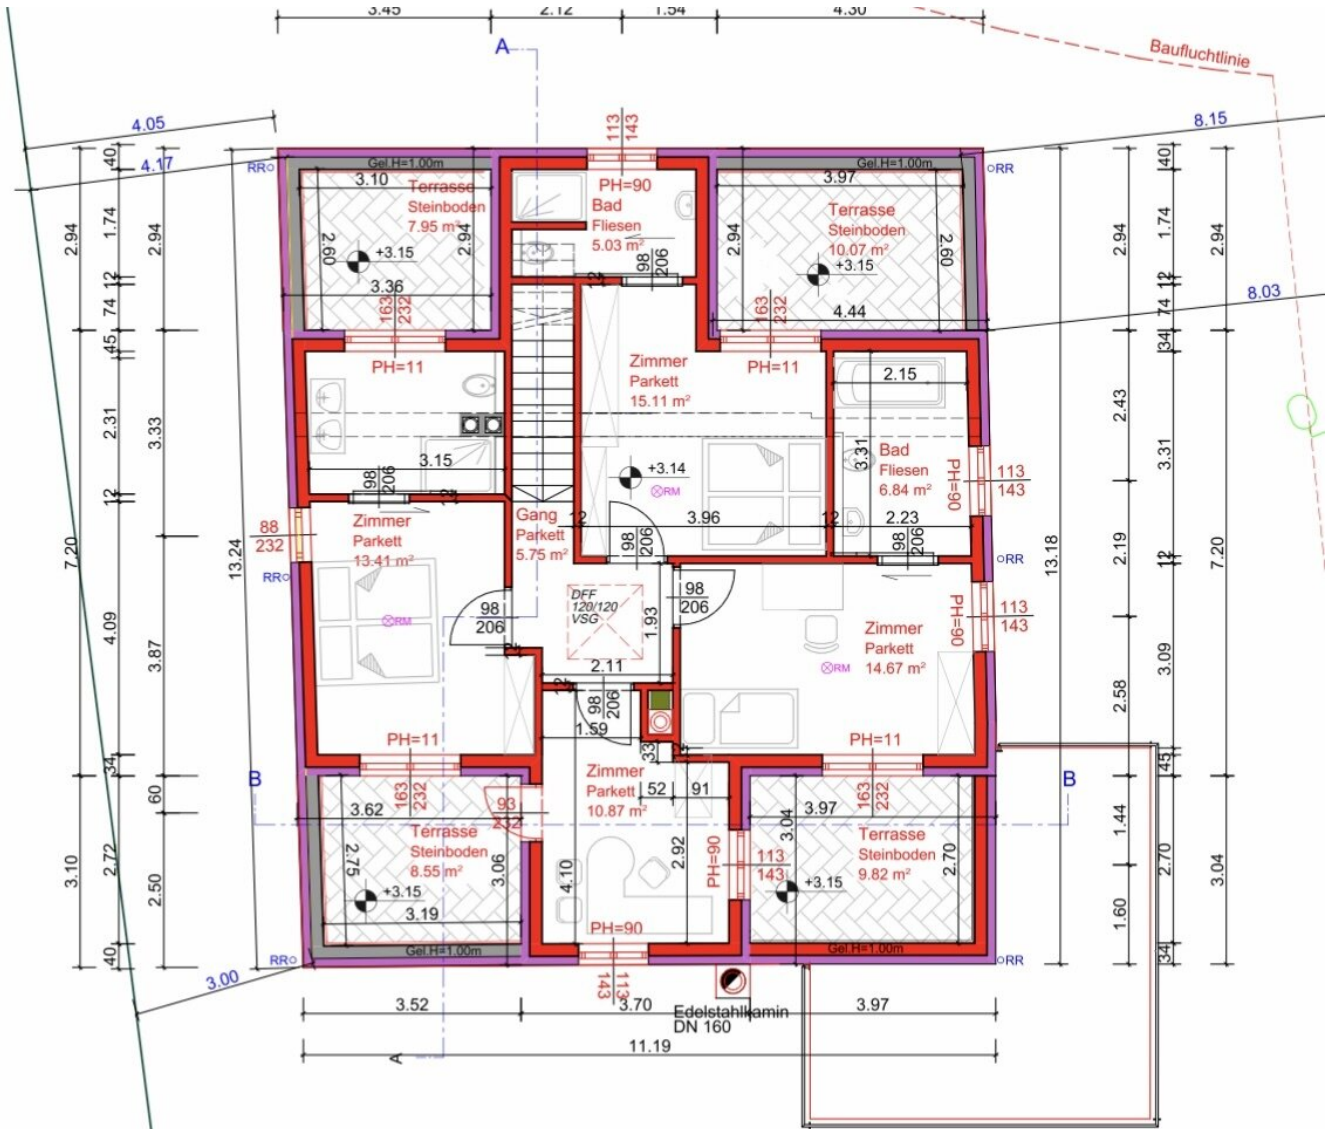 3.45
2.12
1.54
4.30
A
Baufluchtlinie
4.05
4.17
8.15
8.03
RR
Gel.H=1.00m
3.10
Terrasse
Steinboden
7.95 m²
2.60
2.94
+3.15
3.36
163
232
PH=11
113
143
PH=90
Bad
Fliesen
5.03 m²
98
206
12
Gel.H=1.00m
3.97
Terrasse
Steinboden
10.07 m²
2.94
2.60
+3.15
4.44
163
232
PH=11
RR
40
1.74
2.94
2.94
12
74
45
2.31
3.33
12
7.20
4.09
3.87
34
60
3.10
2.72
2.50
40
13.24
3.15
98
206
12
88
232
RR
Zimmer
Parkett
13.41 m²
RM
98
206
12
PH=11
Zimmer
Parkett
15.11 m²
+3.14
RM
12
3.96
12
98
206
Gang
Parkett
5.75 m²
DFF
120/120
VSG
1.93
2.11
2.15
3.31
Bad
Fliesen
6.84 m²
2.23
98
206
PH=90
113
143
RR
98
206
Zimmer
Parkett
14.67 m²
RM
PH=90
113
143
PH=11
13.18
40
1.74
2.94
2.94
12
74
34
2.43
3.31
2.19
12
7.20
3.09
2.58
45
1.44
2.70
3.04
1.60
34
B
B
163
232
3.62
Terrasse
Steinboden
8.55 m²
2.75
3.06
+3.15
3.19
Gel.H=1.00m
RR
93
232
12
98
206
1.59
33
12
Zimmer
Parkett
10.87 m²
52
91
4.10
2.92
PH=90
PH=90
113
143
113
143
163
232
3.97
3.04
Terrasse
Steinboden
9.82 m²
2.70
+3.15
Gel.H=1.00m
RR
3.00
3.52
3.70
3.97
Edelstahlkamin
DN 160
11.19
A